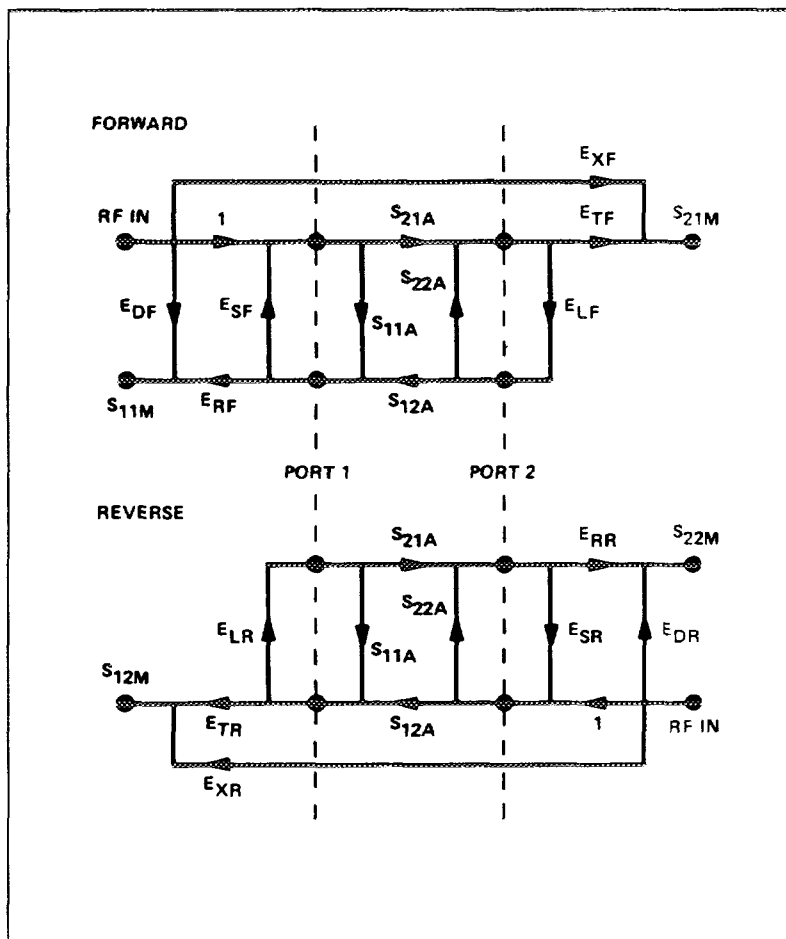 FORWARD
E_XF
RF IN 1 S_21A E_TF S_21M
E_DF E_SF S_11A S_22A E_LF
S_11M E_RF S_12A
PORT 1 PORT 2
REVERSE
S_21A E_RR S_22M
E_LR S_11A S_22A E_SR E_DR
S_12M E_TR S_12A 1 RF IN
E_XR